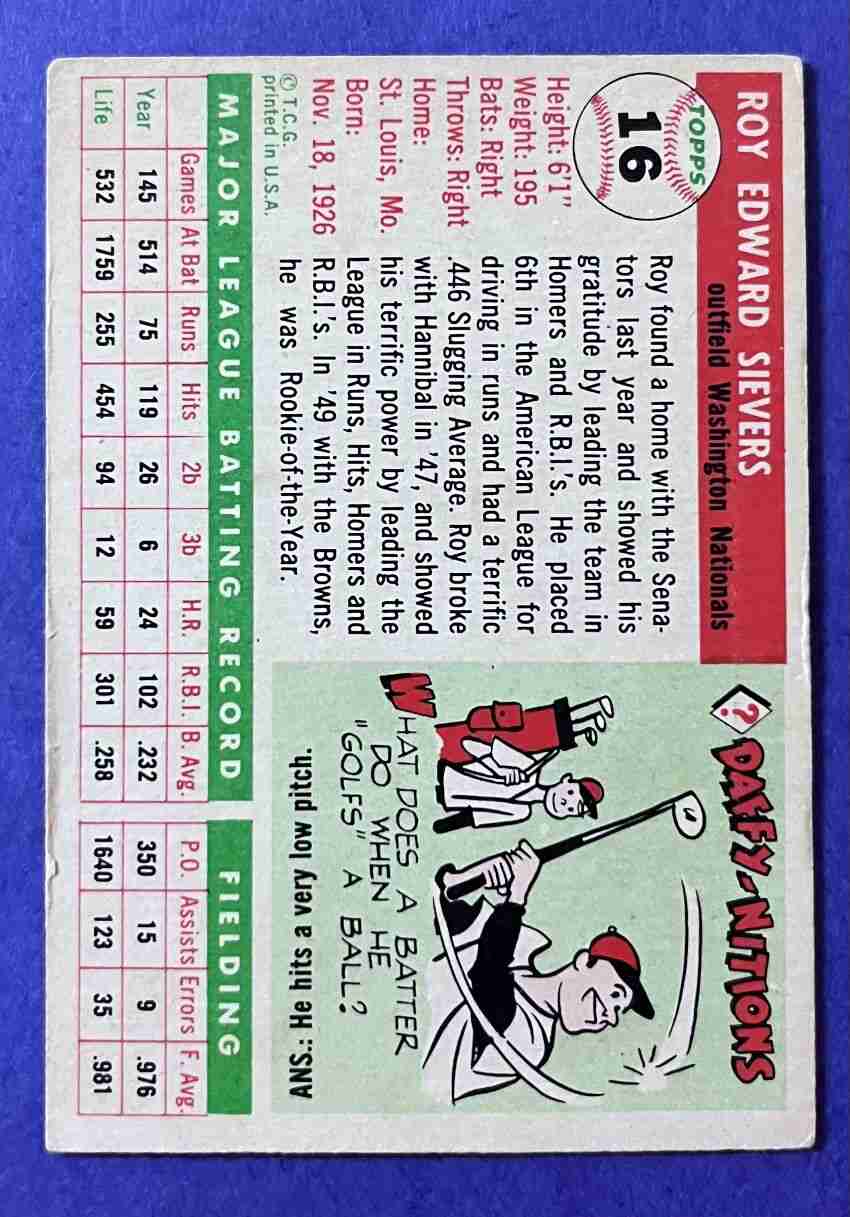 TOPPS
16
ROY EDWARD SIEVERS
outfield Washington Nationals
Height: 6'1"
Weight: 195
Bats: Right
Throws: Right
Home:
St. Louis, Mo.
Born:
Nov. 18, 1926
© T.C.G.
printed in U.S.A.
Roy found a home with the Sena-
tors last year and showed his
gratitude by leading the team in
Homers and R.B.I.'s. He placed
6th in the American League for
driving in runs and had a terrific
.446 Slugging Average. Roy broke
with Hannibal in '47, and showed
his terrific power by leading the
League in Runs, Hits, Homers and
R.B.I.'s. In '49 with the Browns,
he was Rookie-of-the-Year.
? DAFFY-NITIONS
WHAT DOES A BATTER
DO WHEN HE
"GOLFS" A BALL?
ANS.: He hits a very low pitch.
MAJOR LEAGUE BATTING RECORD FIELDING
Games At Bat Runs Hits 2b 3b H.R. R.B.I. B. Avg. P.O. Assists Errors F. Avg.
Year 145 514 75 119 26 6 24 102 .232 350 15 9 .976
Life 532 1759 255 454 94 12 59 301 .258 1640 123 35 .981